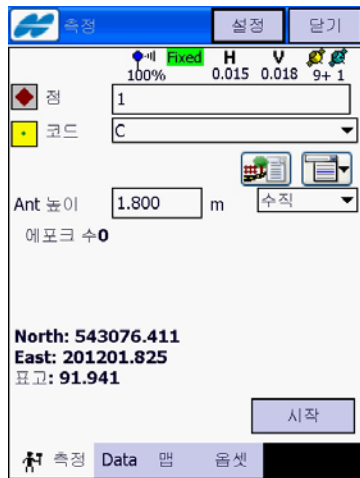 측정 설정 닫기
Fixed H V
100% 0.015 0.018 9+ 1
점 1
코드 C
Ant 높이 1.800 m 수직
에포크 수0
North: 543076.411
East: 201201.825
표고: 91.941
시작
측정 Data 맵 옵셋